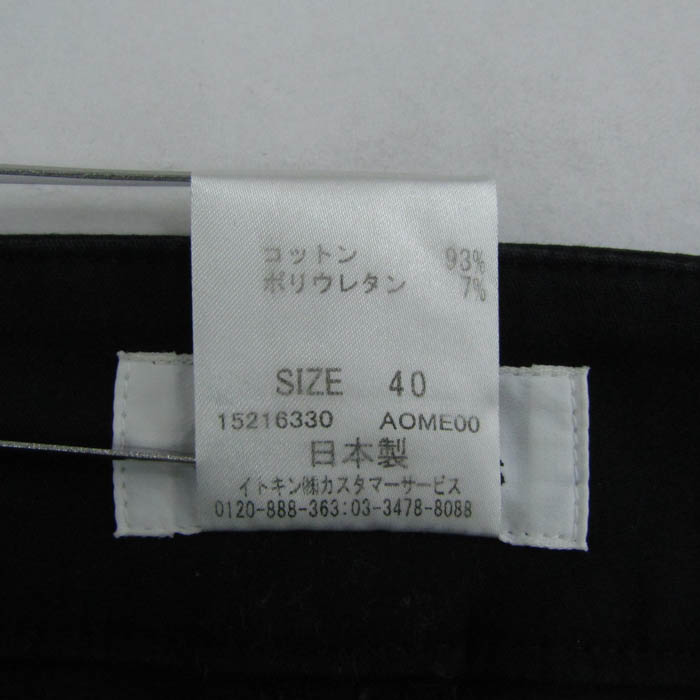 コットン 93%
ポリウレタン 7%
SIZE 40
15216330 AOME00
日本製
イトキン㈱カスタマーサービス
0120-888-363:03-3478-8088